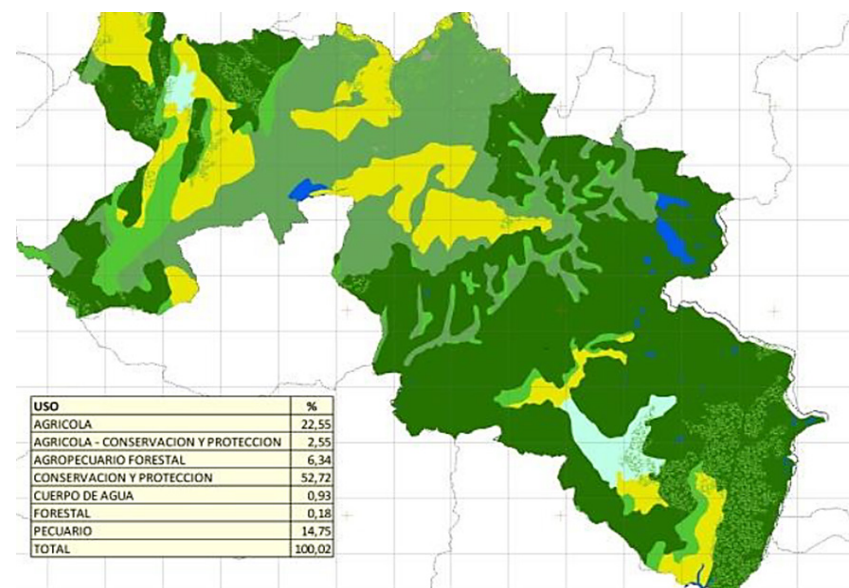 USO %
AGRICOLA 22,55
AGRICOLA - CONSERVACION Y PROTECCION 2,55
AGROPECUARIO FORESTAL 6,34
CONSERVACION Y PROTECCION 52,72
CUERPO DE AGUA 0,93
FORESTAL 0,18
PECUARIO 14,75
TOTAL 100,02